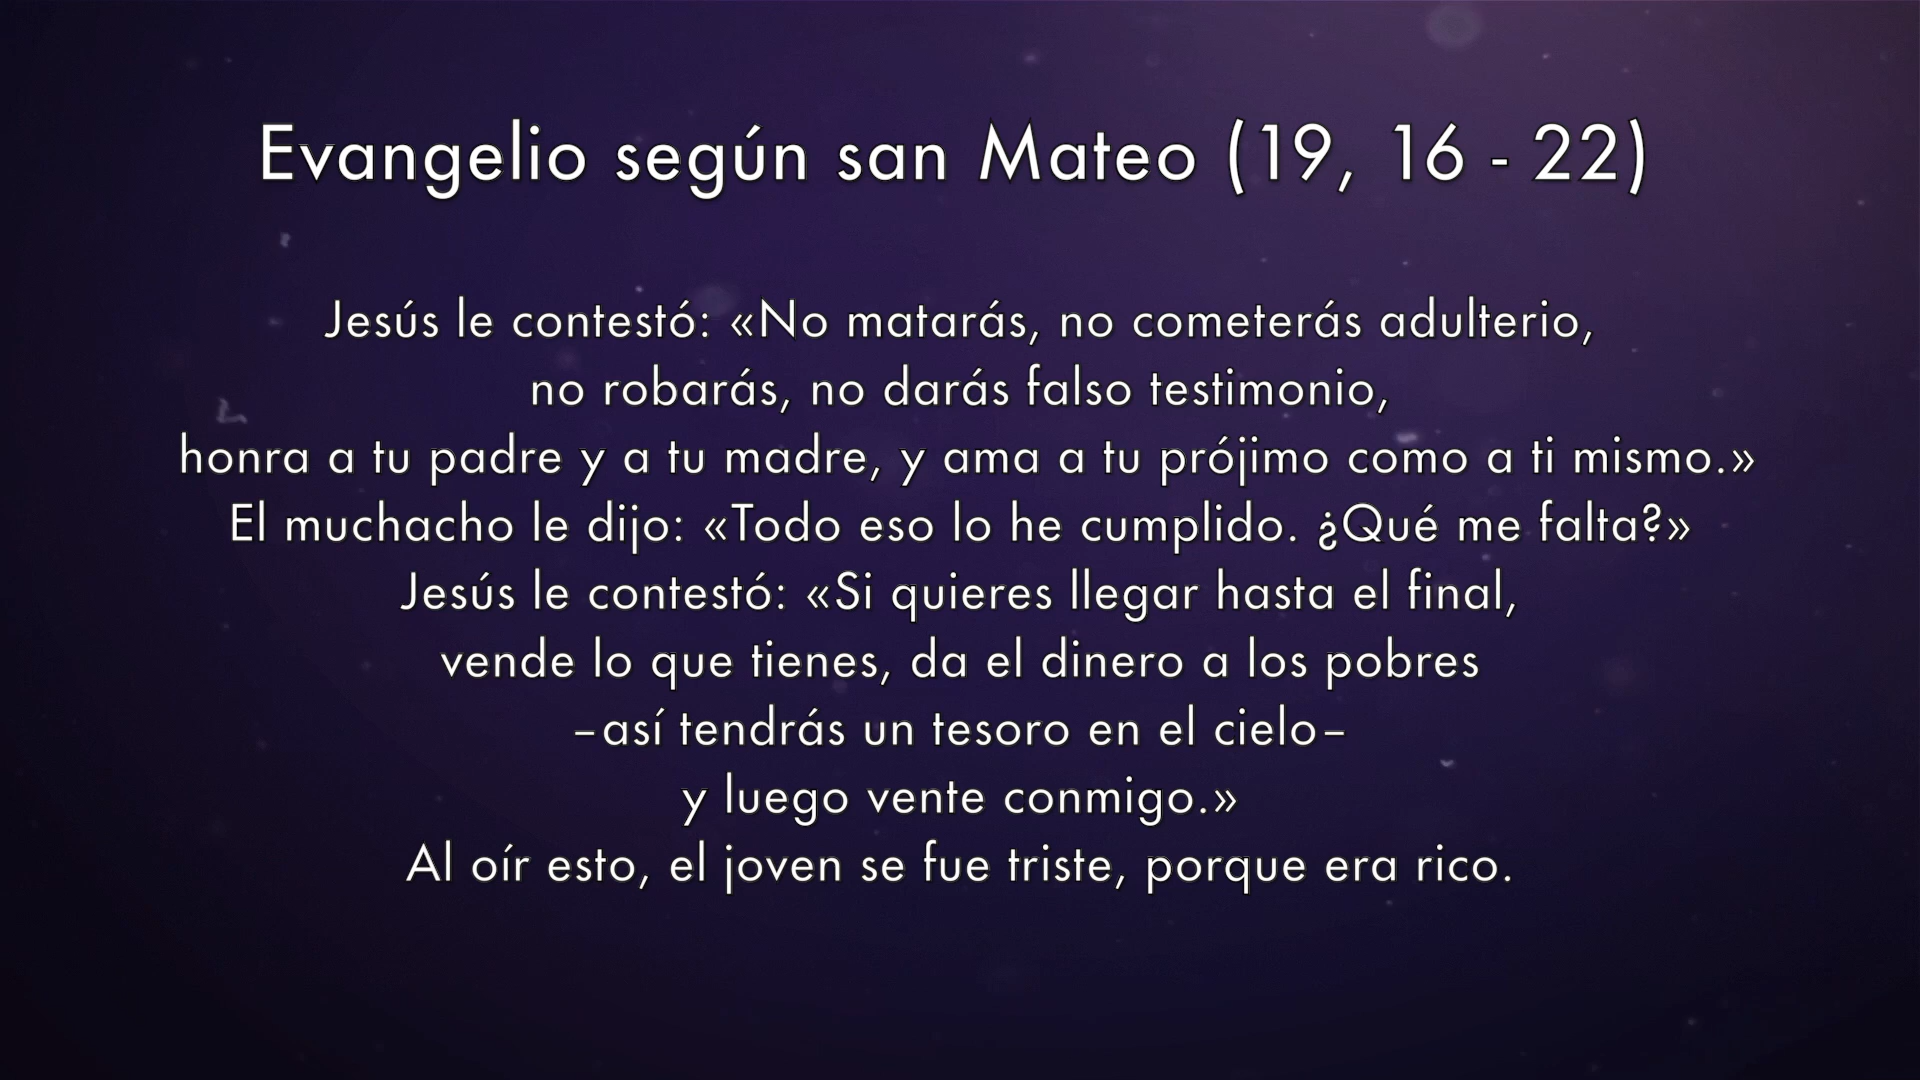 Evangelio según san Mateo (19, 16 - 22)
Jesús le contestó: «No matarás, no cometerás adulterio,
no robarás, no darás falso testimonio,
honra a tu padre y a tu madre, y ama a tu prójimo como a ti mismo.»
El muchacho le dijo: «Todo eso lo he cumplido. ¿Qué me falta?»
Jesús le contestó: «Si quieres llegar hasta el final,
vende lo que tienes, da el dinero a los pobres
–así tendrás un tesoro en el cielo–
y luego vente conmigo.»
Al oír esto, el joven se fue triste, porque era rico.